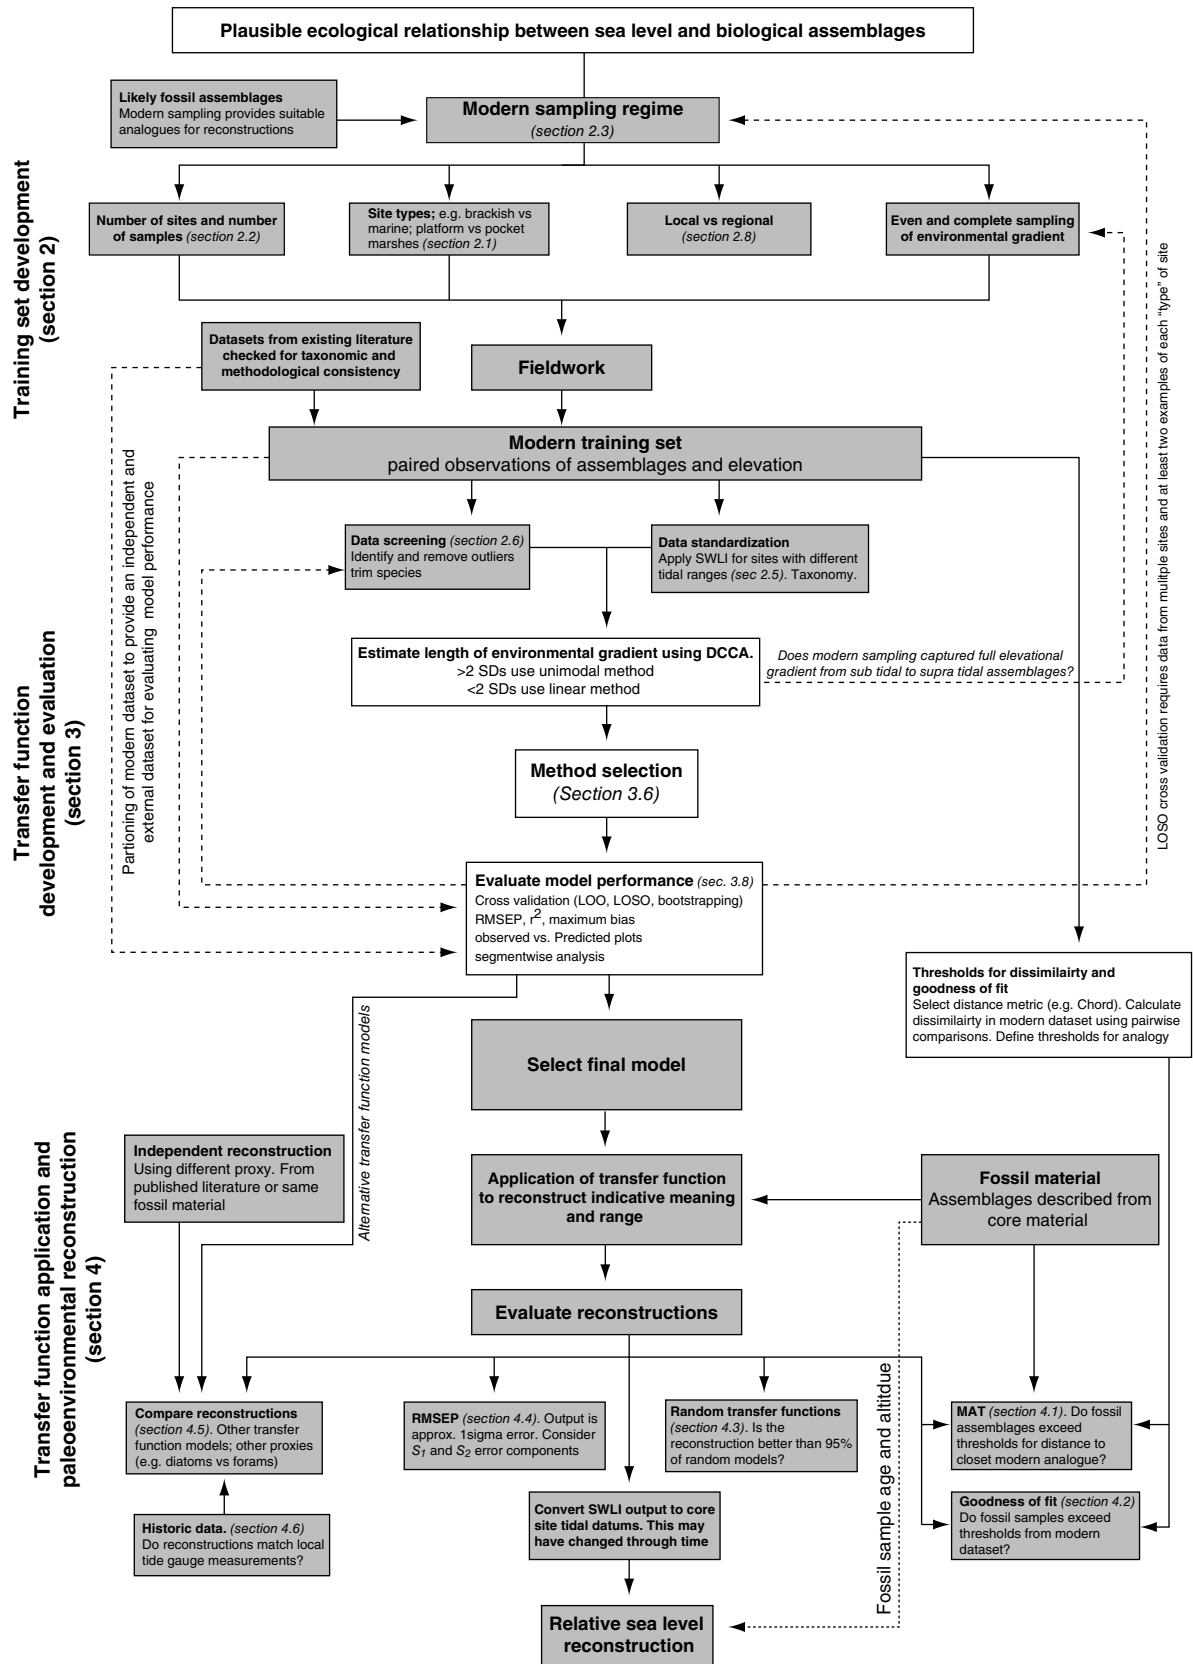 Plausible ecological relationship between sea level and biological assemblages
Likely fossil assemblages
Modern sampling provides suitable
analogues for reconstructions
Modern sampling regime
(section 2.3)
Training set development
(section 2)
Number of sites and number
of samples (section 2.2)
Site types; e.g. brackish vs
marine; platform vs pocket
marshes (section 2.1)
Local vs regional
(section 2.8)
Even and complete sampling
of environmental gradient
Datasets from existing literature
checked for taxonomic and
methodological consistency
Fieldwork
Modern training set
paired observations of assemblages and elevation
LOSO cross validation requires data from mulitple sites and at least two examples of each "type" of site
Partioning of modern dataset to provide an independent and
external dataset for evaluating model performance
Data screening (section 2.6)
Identify and remove outliers
trim species
Data standardization
Apply SWLI for sites with different
tidal ranges (sec 2.5). Taxonomy.
Transfer function
development and evaluation
(section 3)
Estimate length of environmental gradient using DCCA.
>2 SDs use unimodal method
<2 SDs use linear method
Does modern sampling captured full elevational
gradient from sub tidal to supra tidal assemblages?
Method selection
(Section 3.6)
Evaluate model performance (sec. 3.8)
Cross validation (LOO, LOSO, bootstrapping)
RMSEP, r2, maximum bias
observed vs. Predicted plots
segmentwise analysis
Thresholds for dissimilairty and
goodness of fit
Select distance metric (e.g. Chord). Calculate
dissimilairty in modern dataset using pairwise
comparisons. Define thresholds for analogy
Alternative transfer function models
Select final model
Transfer function application and
paleoenvironmental reconstruction
(section 4)
Independent reconstruction
Using different proxy. From
published literature or same
fossil material
Application of transfer function
to reconstruct indicative meaning
and range
Fossil material
Assemblages described from
core material
Evaluate reconstructions
Fossil sample age and altitdue
Compare reconstructions
(section 4.5). Other transfer
function models; other proxies
(e.g. diatoms vs forams)
RMSEP (section 4.4). Output is
approx. 1sigma error. Consider
S1 and S2 error components
Random transfer functions
(section 4.3). Is the
reconstruction better than 95%
of random models?
MAT (section 4.1). Do fossil
assemblages exceed
thresholds for distance to
closet modern analogue?
Historic data. (section 4.6)
Do reconstructions match local
tide gauge measurements?
Convert SWLI output to core
site tidal datums. This may
have changed through time
Goodness of fit (section 4.2)
Do fossil samples exceed
thresholds from modern
dataset?
Relative sea level
reconstruction